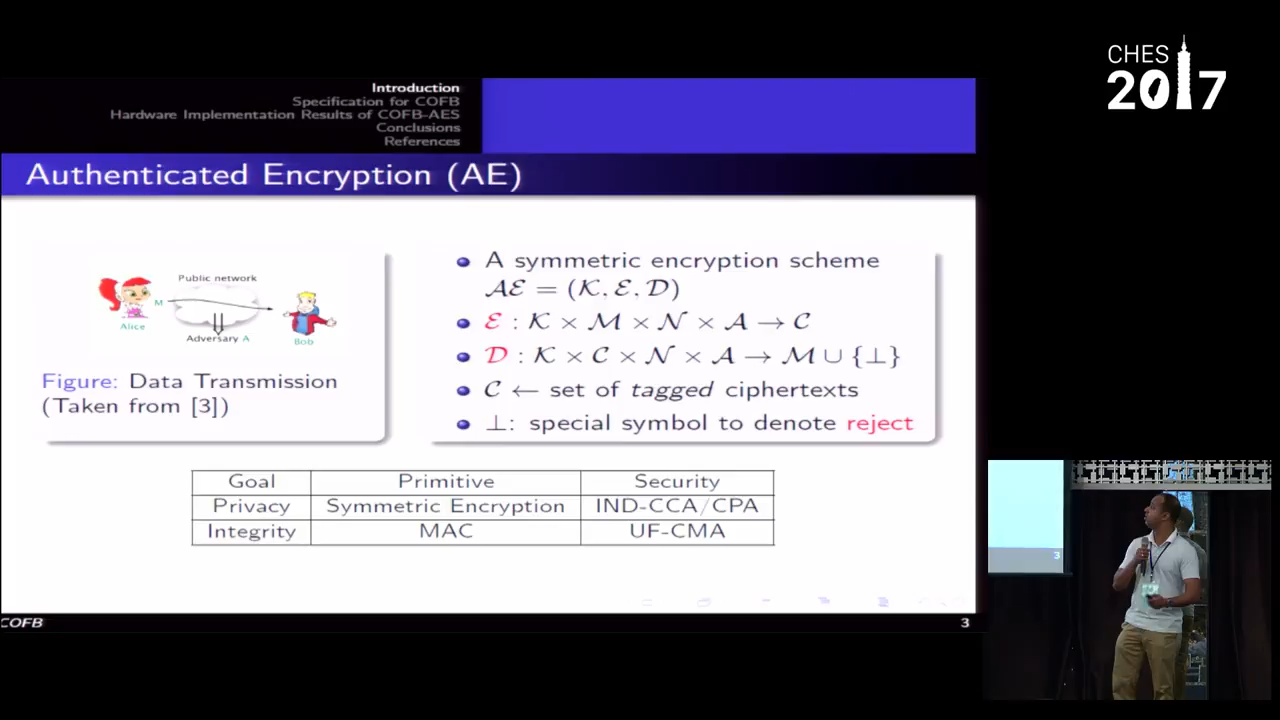 CHES
2017
Introduction
Specification for COFB
Hardware Implementation Results of COFB-AES
Conclusions
References
Authenticated Encryption (AE)
Public network
M
Alice
Adversary A
Bob
Figure: Data Transmission
(Taken from [3])
A symmetric encryption scheme
𝒜ℰ = (𝒦, ℰ, 𝒟)
ℰ : 𝒦 × ℳ × 𝒩 × 𝒜 → 𝒞
𝒟 : 𝒦 × 𝒞 × 𝒩 × 𝒜 → ℳ ∪ {⊥}
𝒞 ← set of tagged ciphertexts
⊥: special symbol to denote reject
Goal Primitive Security
Privacy Symmetric Encryption IND-CCA/CPA
Integrity MAC UF-CMA
COFB
3
3